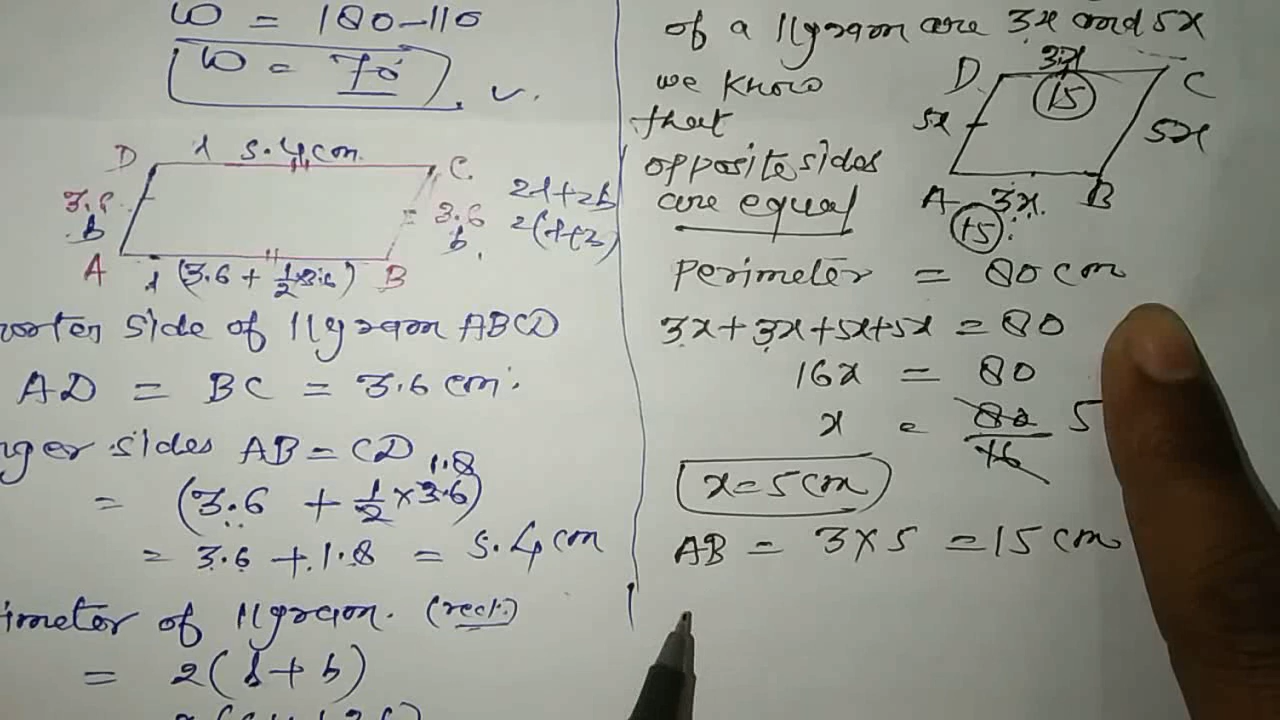 ω = 180-110
ω = 70°
D 1 5.4 cm. C.
3.6 b
3.6 b.
A 1 (3.6 + 1/2 × 3.6) B
2l+2b
2(l+b)
orter side of ||gram ABCD
AD = BC = 3.6 cm.
nger sides AB = CD
= (3.6 + 1/2 × 3.6) 1.8
= 3.6 + 1.8 = 5.4 cm
imeter of ||gram. (rect.)
= 2(l + b)
of a ||gram are 3x and 5x
we know
that
opposite sides
are equal
D 3x C
15
5x 5x
A 3x. B
15
Perimeter = 80 cm
3x + 3x + 5x + 5x = 80
16x = 80
x = 80/16 5
x = 5 cm
AB = 3 × 5 = 15 cm